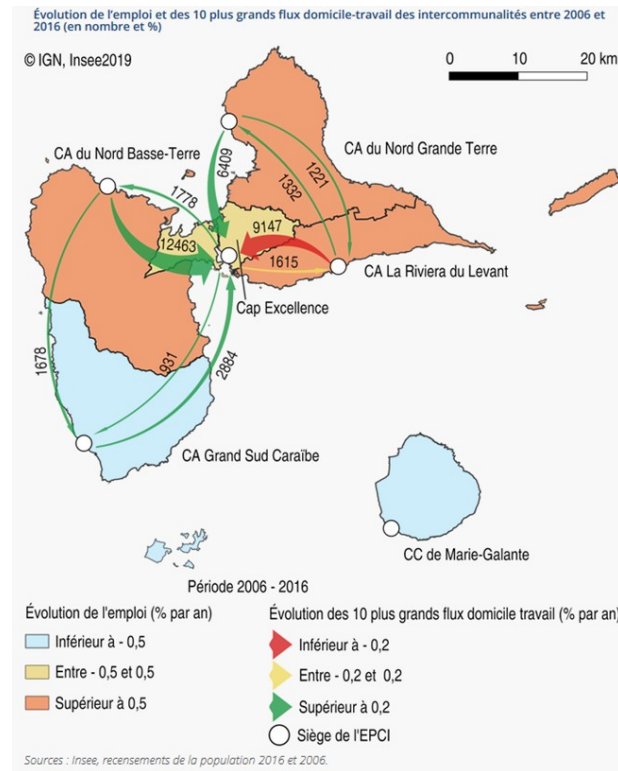 Évolution de l'emploi et des 10 plus grands flux domicile-travail des intercommunalités entre 2006 et
2016 (en nombre et %)
© IGN, Insee2019
0 10 20 km
CA du Nord Grande Terre
CA du Nord Basse-Terre
6409
1221
1778
1332
9147
12463
1615
CA La Riviera du Levant
Cap Excellence
1678
931
2884
CA Grand Sud Caraïbe
CC de Marie-Galante
Période 2006 - 2016
Évolution de l'emploi (% par an)
Inférieur à - 0,5
Entre - 0,5 et 0,5
Supérieur à 0,5
Évolution des 10 plus grands flux domicile travail (% par an)
Inférieur à - 0,2
Entre - 0,2 et 0,2
Supérieur à 0,2
Siège de l'EPCI
Sources : Insee, recensements de la population 2016 et 2006.